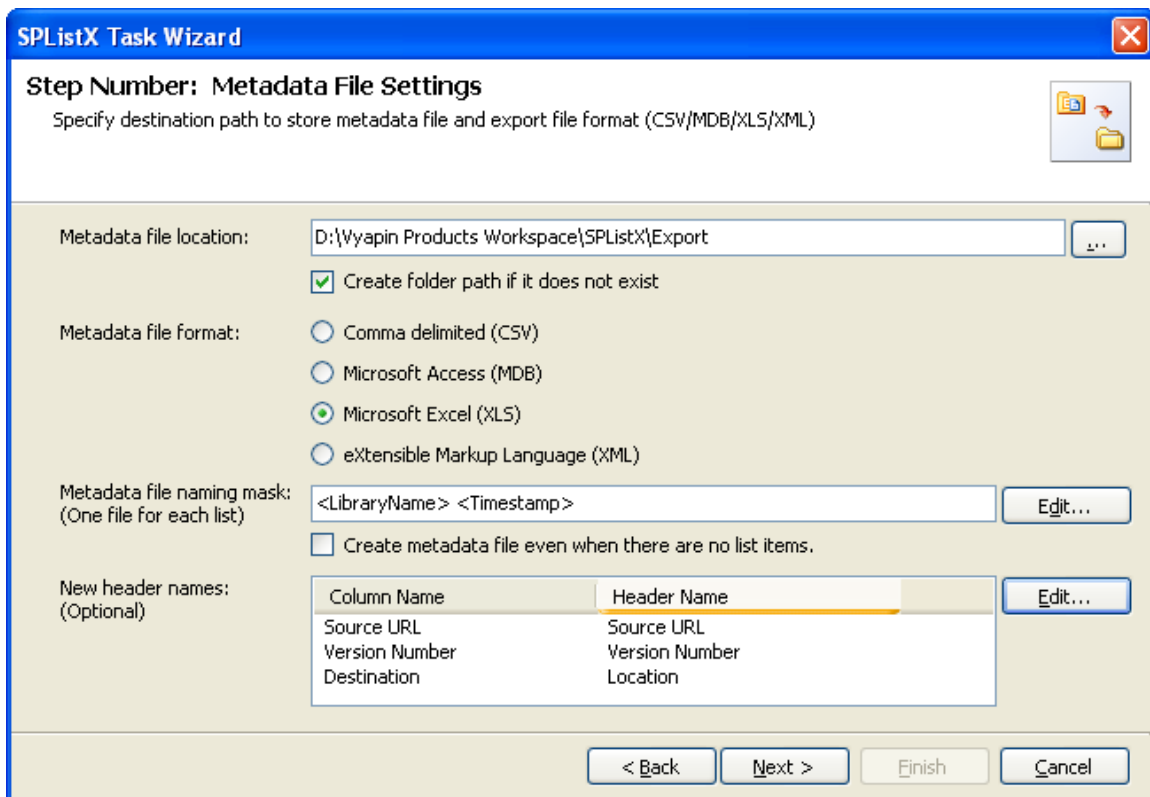 SPListX Task Wizard
Step Number: Metadata File Settings
Specify destination path to store metadata file and export file format (CSV/MDB/XLS/XML)
Metadata file location:
D:\Vyapin Products Workspace\SPListX\Export
...
Create folder path if it does not exist
Metadata file format:
Comma delimited (CSV)
Microsoft Access (MDB)
Microsoft Excel (XLS)
eXtensible Markup Language (XML)
Metadata file naming mask:
(One file for each list)
<LibraryName> <Timestamp>
Edit...
Create metadata file even when there are no list items.
New header names:
(Optional)
Column Name Header Name
Source URL Source URL
Version Number Version Number
Destination Location
Edit...
< Back Next > Finish Cancel